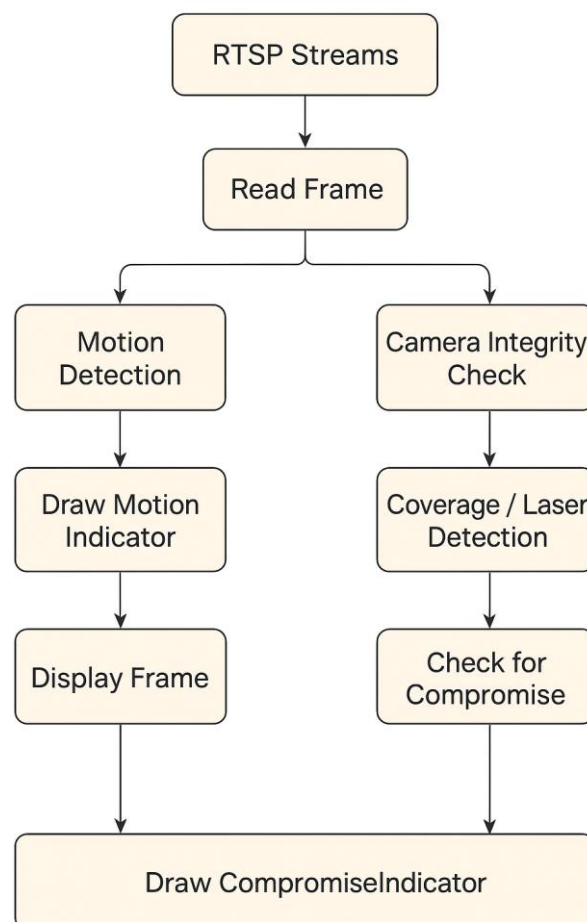 RTSP Streams
Read Frame
Motion
Detection
Camera Integrity
Check
Draw Motion
Indicator
Coverage / Laser
Detection
Display Frame
Check for
Compromise
Draw CompromiseIndicator